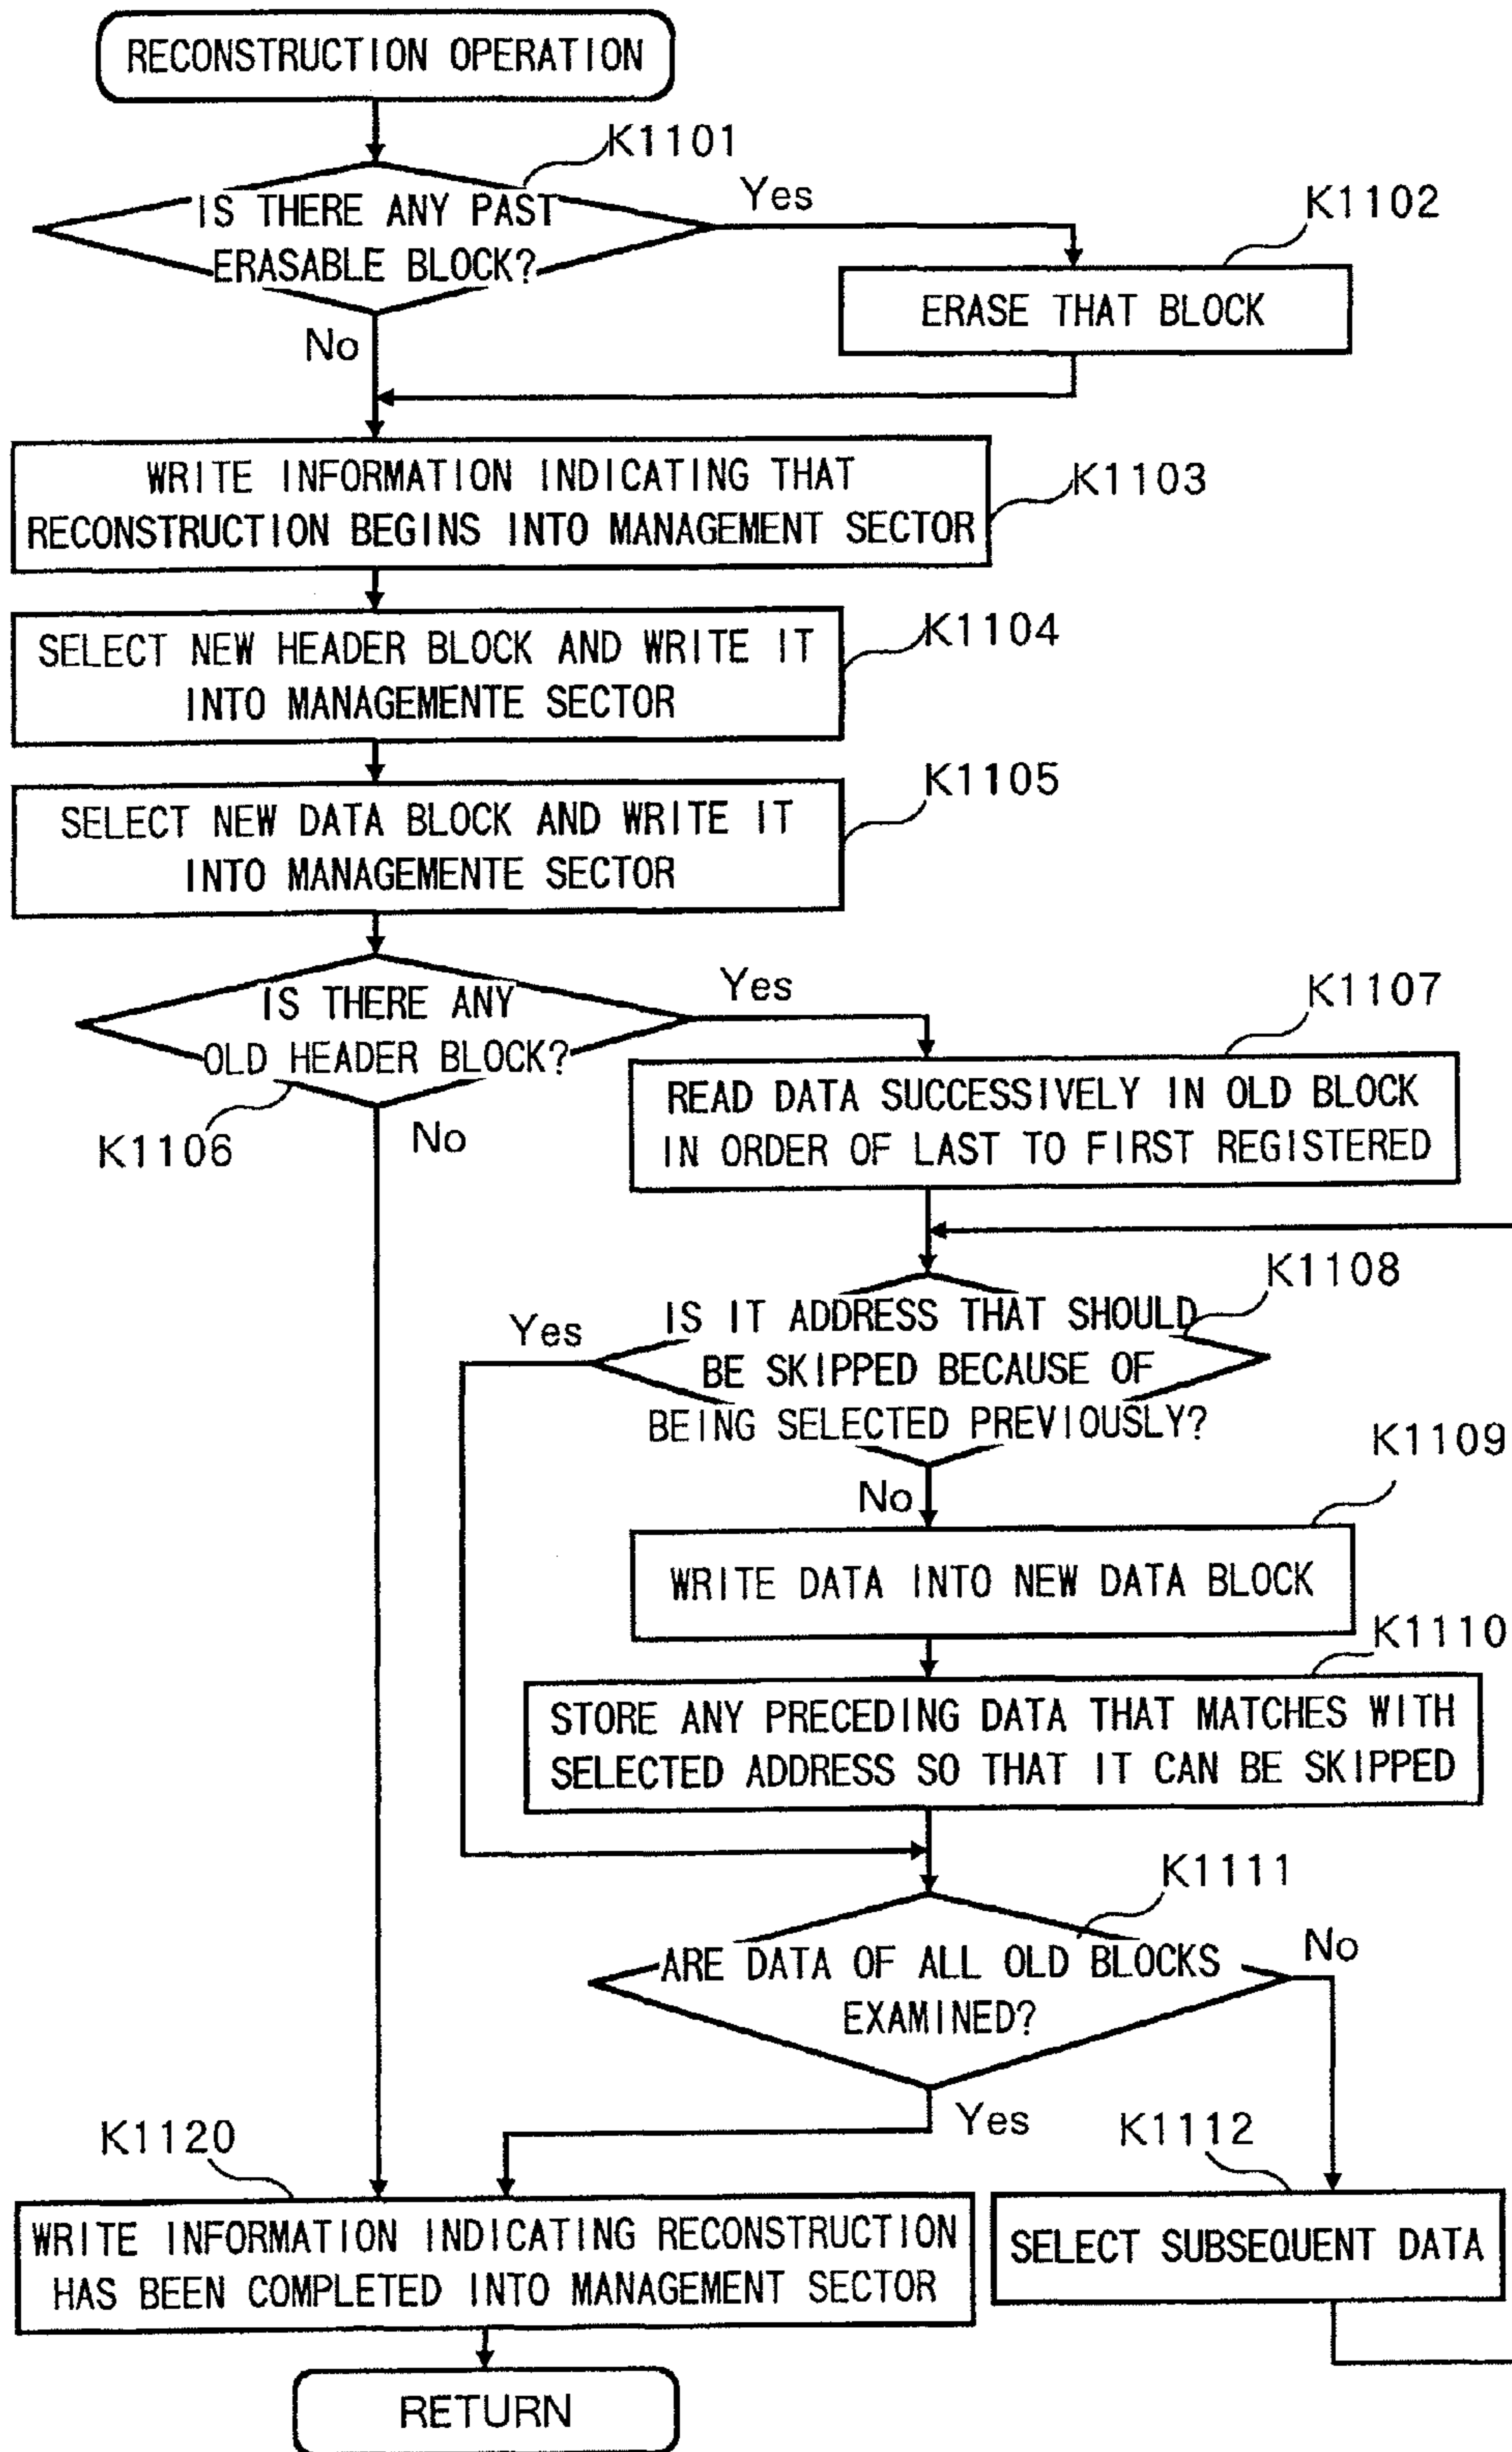 RECONSTRUCTION OPERATION
K1101
IS THERE ANY PAST
ERASABLE BLOCK?
Yes
K1102
ERASE THAT BLOCK
No
WRITE INFORMATION INDICATING THAT
RECONSTRUCTION BEGINS INTO MANAGEMENT SECTOR
K1103
SELECT NEW HEADER BLOCK AND WRITE IT
INTO MANAGEMENTE SECTOR
K1104
SELECT NEW DATA BLOCK AND WRITE IT
INTO MANAGEMENTE SECTOR
K1105
IS THERE ANY
OLD HEADER BLOCK?
Yes
K1106
No
K1107
READ DATA SUCCESSIVELY IN OLD BLOCK
IN ORDER OF LAST TO FIRST REGISTERED
K1108
IS IT ADDRESS THAT SHOULD
BE SKIPPED BECAUSE OF
BEING SELECTED PREVIOUSLY?
Yes
No
K1109
WRITE DATA INTO NEW DATA BLOCK
K1110
STORE ANY PRECEDING DATA THAT MATCHES WITH
SELECTED ADDRESS SO THAT IT CAN BE SKIPPED
K1111
ARE DATA OF ALL OLD BLOCKS
EXAMINED?
No
Yes
K1112
SELECT SUBSEQUENT DATA
K1120
WRITE INFORMATION INDICATING RECONSTRUCTION
HAS BEEN COMPLETED INTO MANAGEMENT SECTOR
RETURN